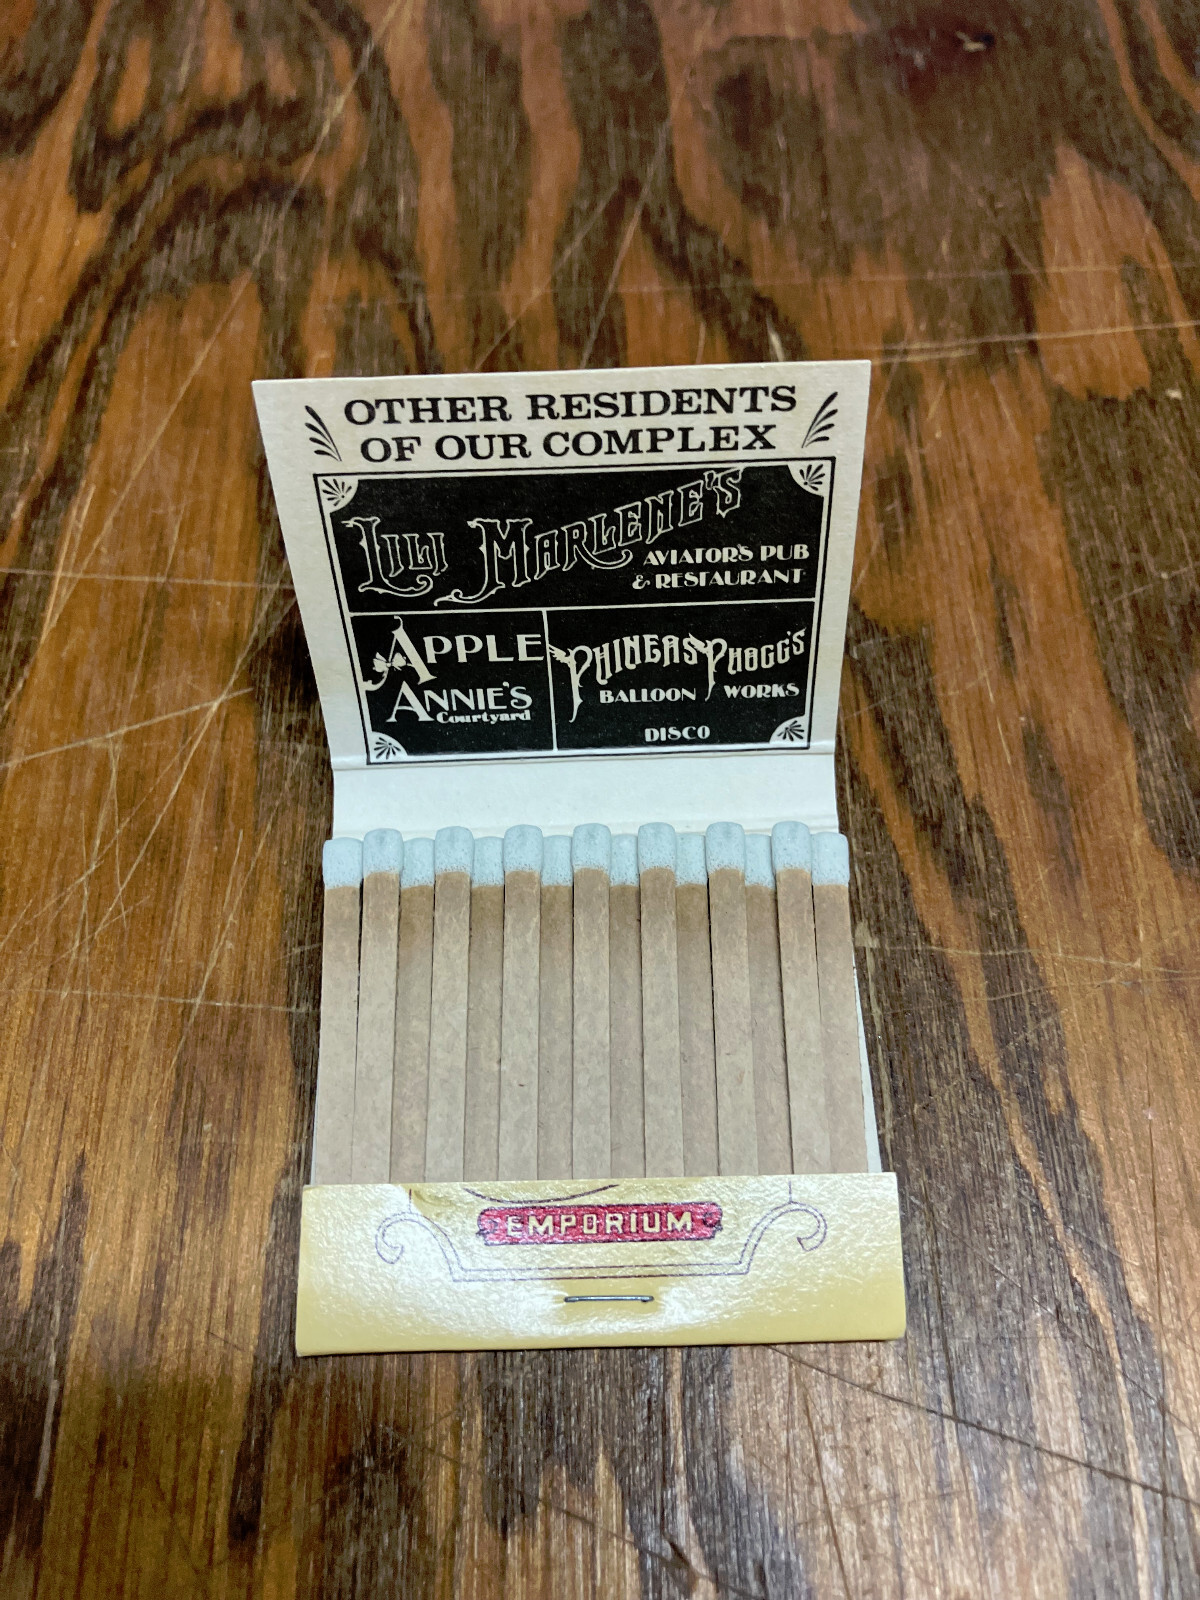 OTHER RESIDENTS
OF OUR COMPLEX
LILI MARLENE'S
AVIATOR'S PUB
& RESTAURANT
APPLE
ANNIE'S
Courtyard
PHINEAS PHOGG'S
BALLOON WORKS
DISCO
EMPORIUM